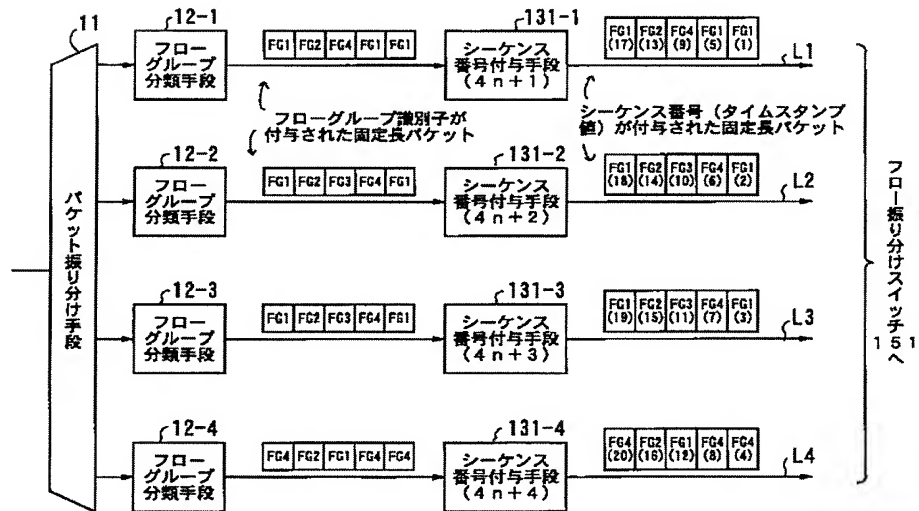 11
パケット振り分け手段
12-1
フロー
グループ
分類手段
FG1 FG2 FG4 FG1 FG1
131-1
シーケンス
番号付与手段
(4n+1)
FG1 FG2 FG4 FG1 FG1
(17) (13) (9) (5) (1)
L1
フローグループ識別子が
付与された固定長パケット
シーケンス番号（タイムスタンプ
値）が付与された固定長パケット
12-2
フロー
グループ
分類手段
FG1 FG2 FG3 FG4 FG1
131-2
シーケンス
番号付与手段
(4n+2)
FG1 FG2 FG3 FG4 FG1
(18) (14) (10) (6) (2)
L2
12-3
フロー
グループ
分類手段
FG1 FG2 FG3 FG4 FG1
131-3
シーケンス
番号付与手段
(4n+3)
FG1 FG2 FG3 FG4 FG1
(19) (15) (11) (7) (3)
L3
12-4
フロー
グループ
分類手段
FG4 FG2 FG1 FG4 FG4
131-4
シーケンス
番号付与手段
(4n+4)
FG4 FG2 FG1 FG4 FG4
(20) (16) (12) (8) (4)
L4
フロー振り分けスイッチ151へ